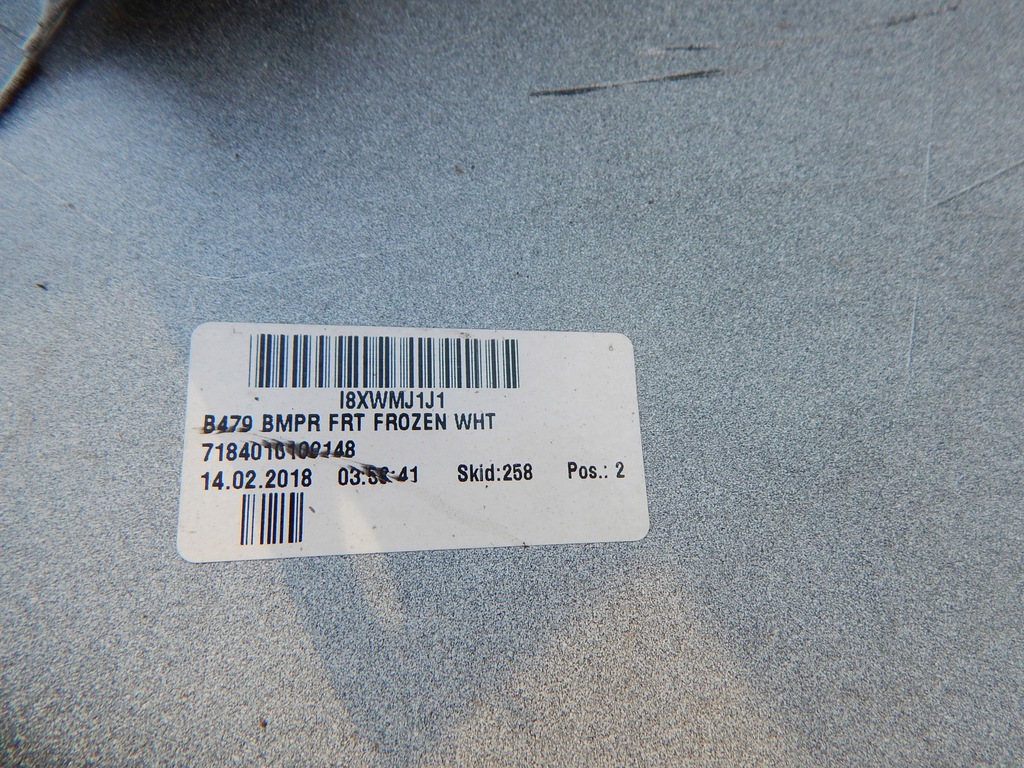 I8XWMJ1J1
B479 BMPR FRT FROZEN WHT
14.02.2018 Skid:258 Pos.: 2